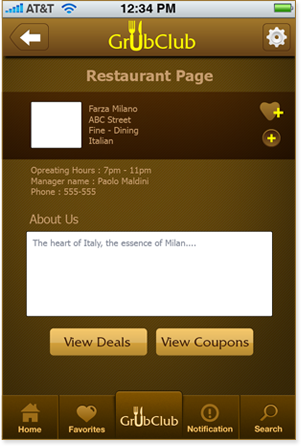 AT&T 12:34 PM
GrUbClub
Restaurant Page
Farza Milano
ABC Street
Fine - Dining
Italian
Opreating Hours : 7pm - 11pm
Manager name : Paolo Maldini
Phone : 555-555
About Us
The heart of Italy, the essence of Milan....
View Deals View Coupons
GrUbClub
Home Favorites Notification Search